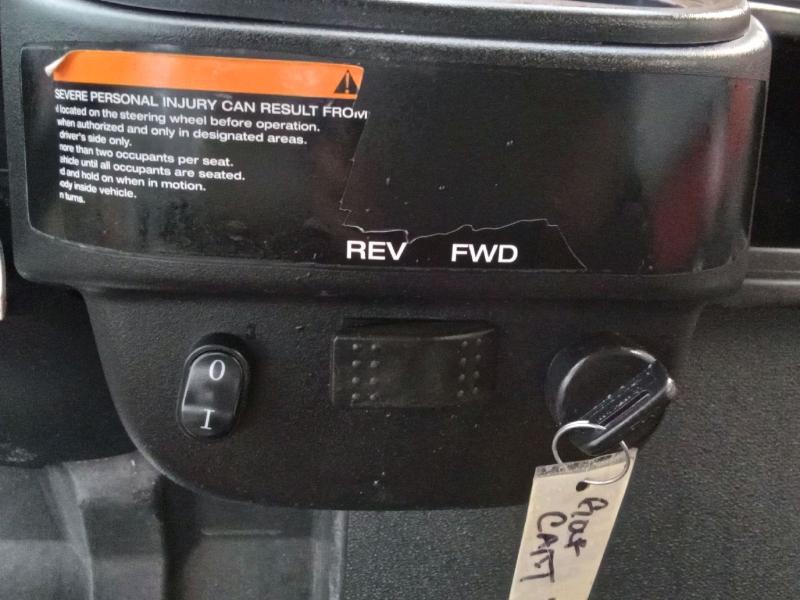 SEVERE PERSONAL INJURY CAN RESULT FROM
located on the steering wheel before operation.
when authorized and only in designated areas.
driver's side only.
more than two occupants per seat.
vehicle until all occupants are seated.
d and hold on when in motion.
ody inside vehicle.
n turns.
REV FWD
O
I
CART